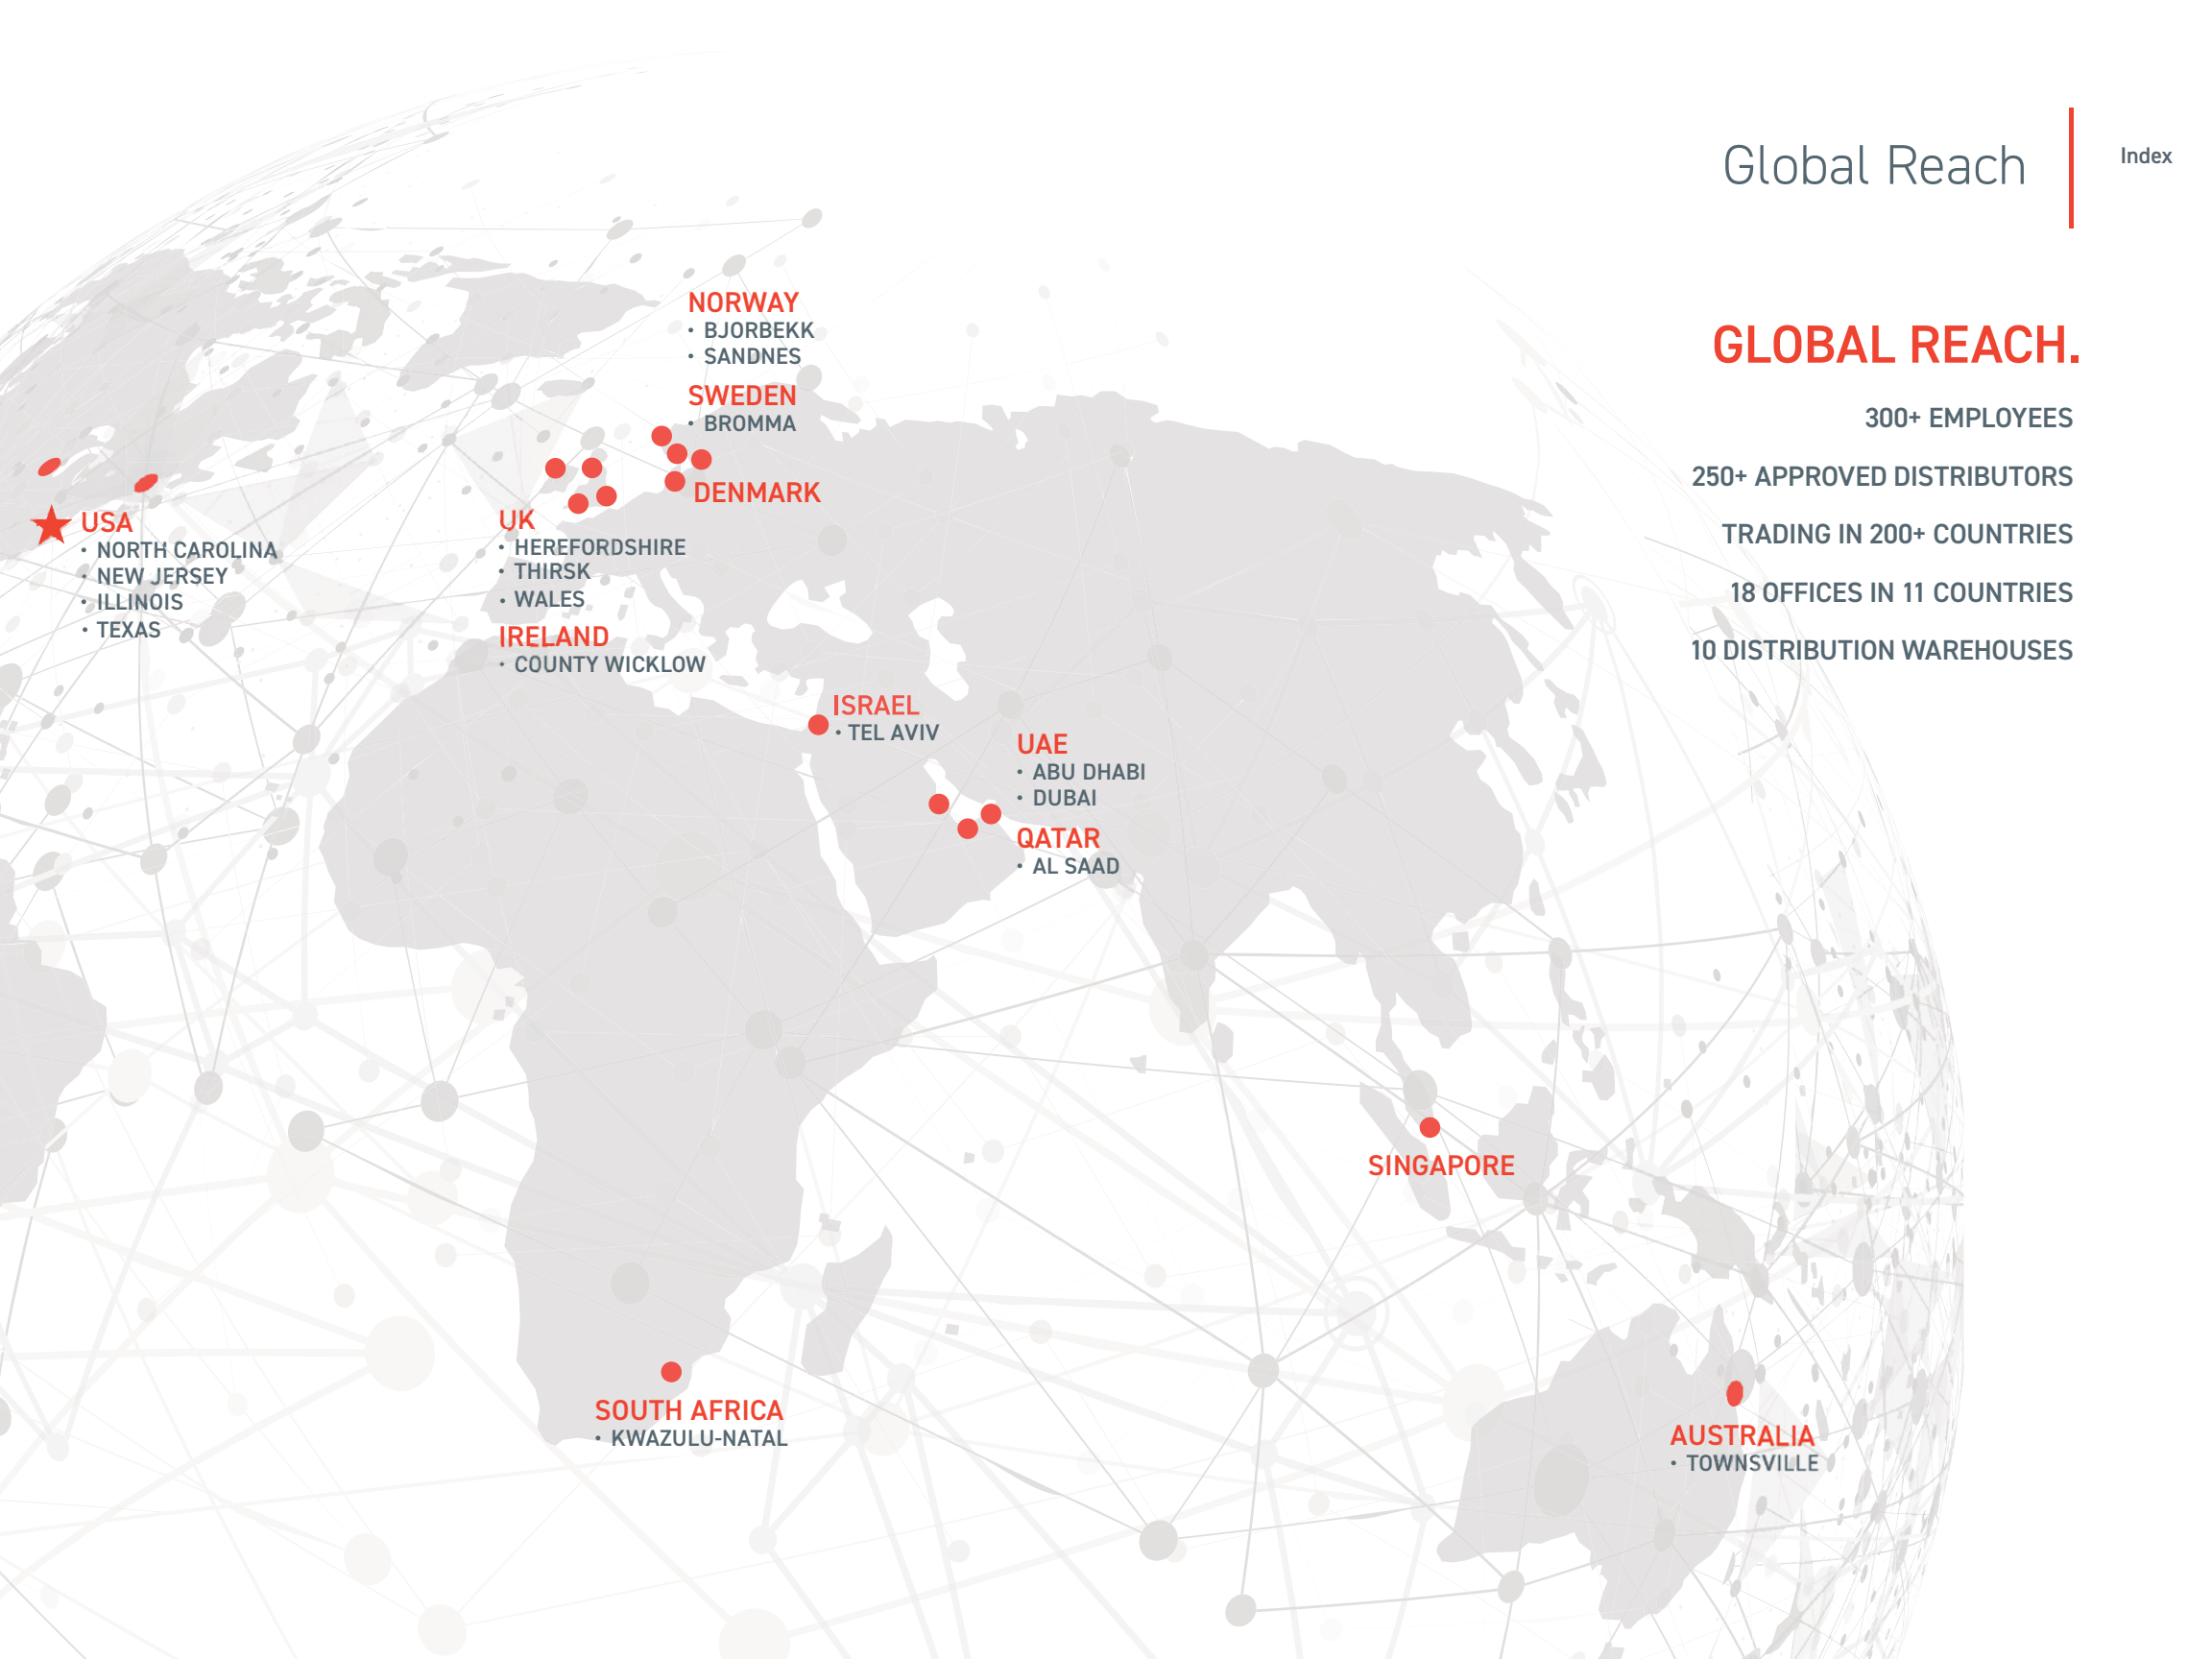 Global Reach
Index
GLOBAL REACH.
300+ EMPLOYEES
250+ APPROVED DISTRIBUTORS
TRADING IN 200+ COUNTRIES
18 OFFICES IN 11 COUNTRIES
10 DISTRIBUTION WAREHOUSES
NORWAY
• BJORBEKK
• SANDNES
SWEDEN
• BROMMA
DENMARK
USA
• NORTH CAROLINA
• NEW JERSEY
• ILLINOIS
• TEXAS
UK
• HEREFORDSHIRE
• THIRSK
• WALES
IRELAND
• COUNTY WICKLOW
ISRAEL
• TEL AVIV
UAE
• ABU DHABI
• DUBAI
QATAR
• AL SAAD
SINGAPORE
SOUTH AFRICA
• KWAZULU-NATAL
AUSTRALIA
• TOWNSVILLE